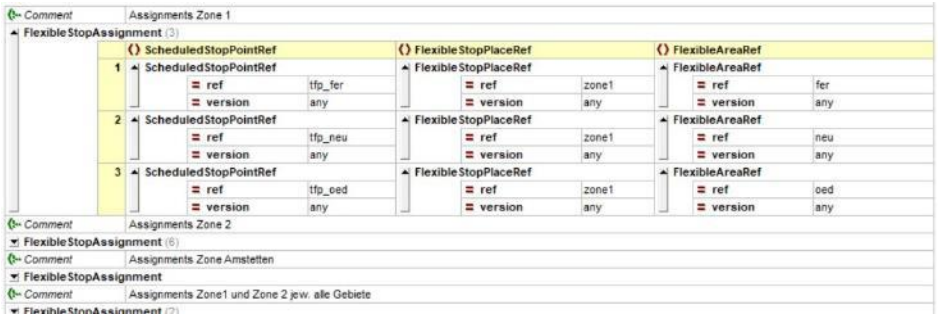 Comment Assignments Zone 1
FlexibleStopAssignment (3)
ScheduledStopPointRef FlexibleStopPlaceRef FlexibleAreaRef
1 ScheduledStopPointRef FlexibleStopPlaceRef FlexibleAreaRef
= ref tfp_fer = ref zone1 = ref fer
= version any = version any = version any
2 ScheduledStopPointRef FlexibleStopPlaceRef FlexibleAreaRef
= ref tfp_neu = ref zone1 = ref neu
= version any = version any = version any
3 ScheduledStopPointRef FlexibleStopPlaceRef FlexibleAreaRef
= ref tfp_oed = ref zone1 = ref oed
= version any = version any = version any
Comment Assignments Zone 2
FlexibleStopAssignment (6)
Comment Assignments Zone Amstetten
FlexibleStopAssignment
Comment Assignments Zone1 und Zone 2 jew. alle Gebiete
FlexibleStopAssignment (2)